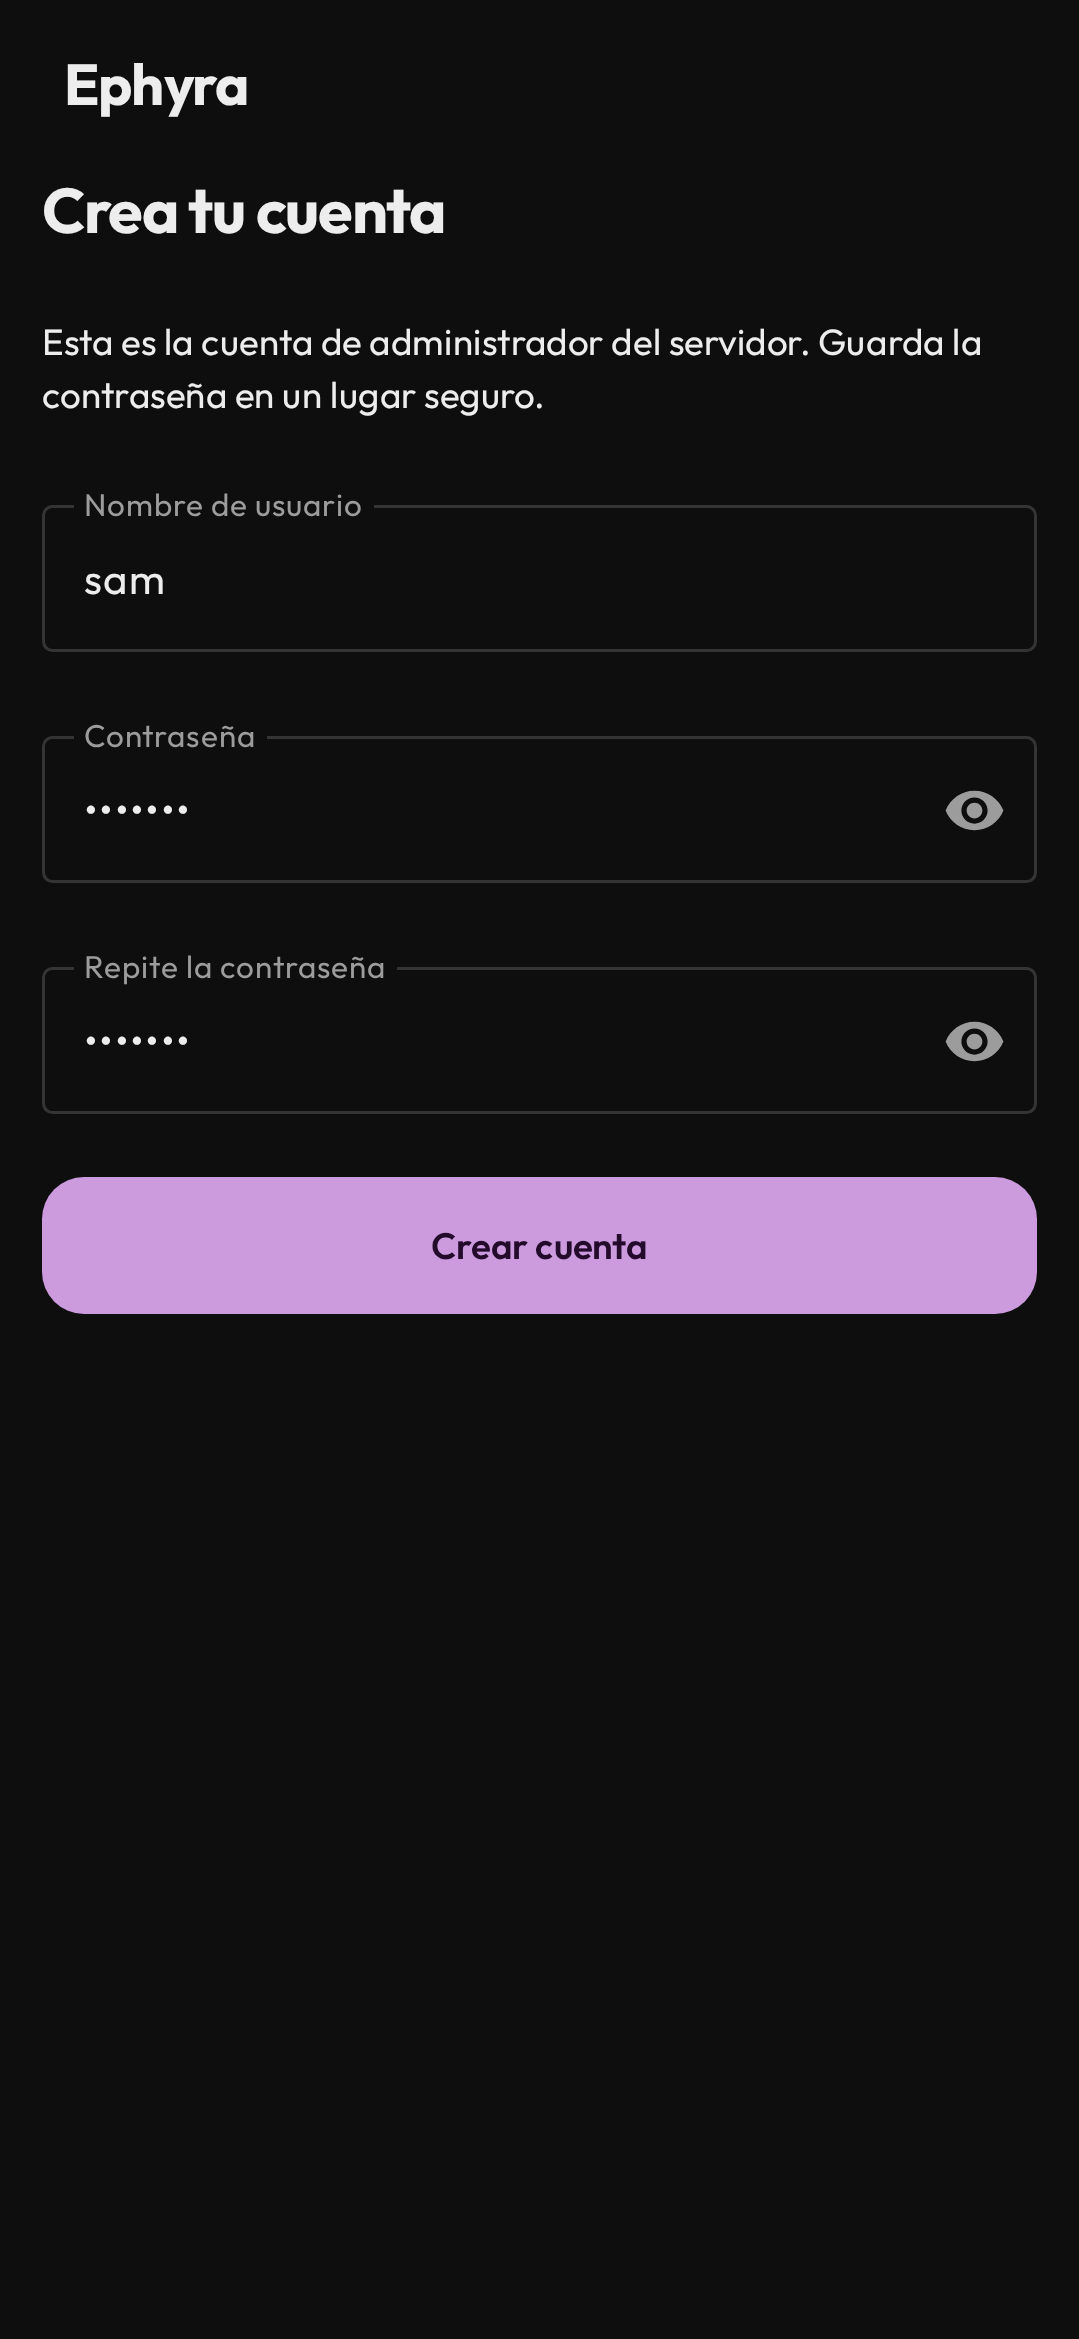 Ephyra
Crea tu cuenta
Esta es la cuenta de administrador del servidor. Guarda la
contraseña en un lugar seguro.
Nombre de usuario
sam
Contraseña
•••••••
Repite la contraseña
•••••••
Crear cuenta